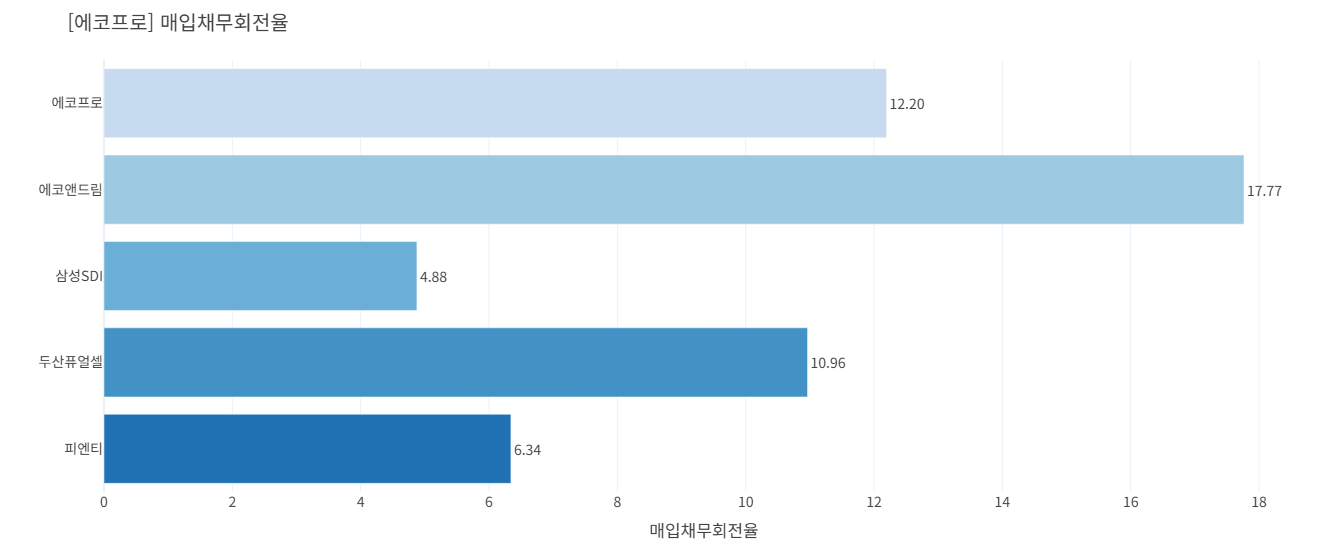 [에코프로] 매입채무회전율
에코프로 12.20
에코앤드림 17.77
삼성SDI 4.88
두산퓨얼셀 10.96
피엔티 6.34
0 2 4 6 8 10 12 14 16 18
매입채무회전율